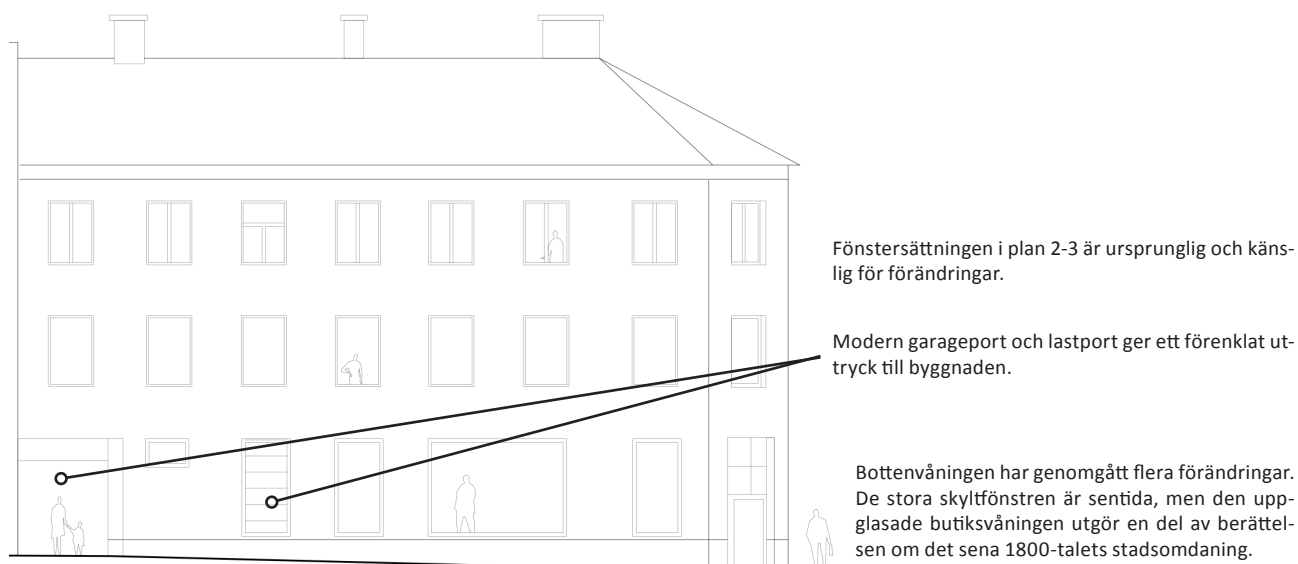 Fönstersättningen i plan 2-3 är ursprunglig och käns-
lig för förändringar.
Modern garageport och lastport ger ett förenklat ut-
tryck till byggnaden.
Bottenvåningen har genomgått flera förändringar.
De stora skyltfönstren är sentida, men den upp-
glasade butiksvåningen utgör en del av berättel-
sen om det sena 1800-talets stadsomdaning.